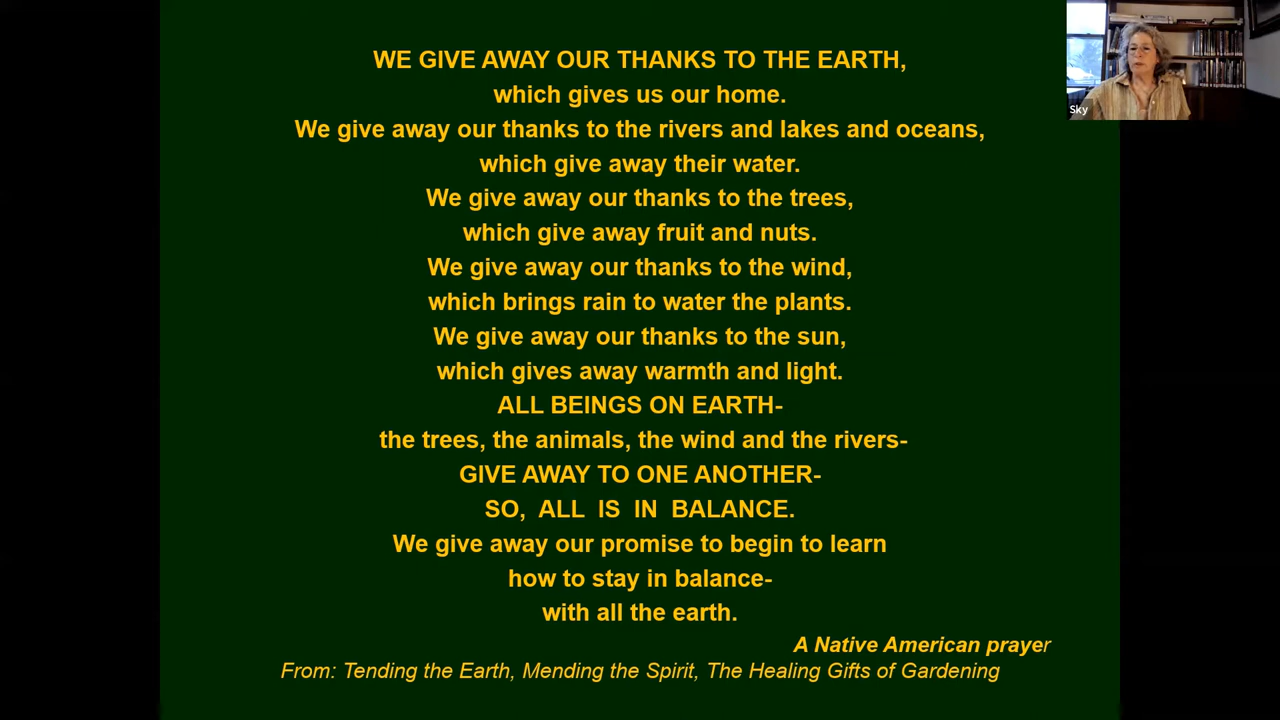 WE GIVE AWAY OUR THANKS TO THE EARTH,
which gives us our home.
We give away our thanks to the rivers and lakes and oceans,
which give away their water.
We give away our thanks to the trees,
which give away fruit and nuts.
We give away our thanks to the wind,
which brings rain to water the plants.
We give away our thanks to the sun,
which gives away warmth and light.
ALL BEINGS ON EARTH-
the trees, the animals, the wind and the rivers-
GIVE AWAY TO ONE ANOTHER-
SO, ALL IS IN BALANCE.
We give away our promise to begin to learn
how to stay in balance-
with all the earth.
A Native American prayer
From: Tending the Earth, Mending the Spirit, The Healing Gifts of Gardening
Sky